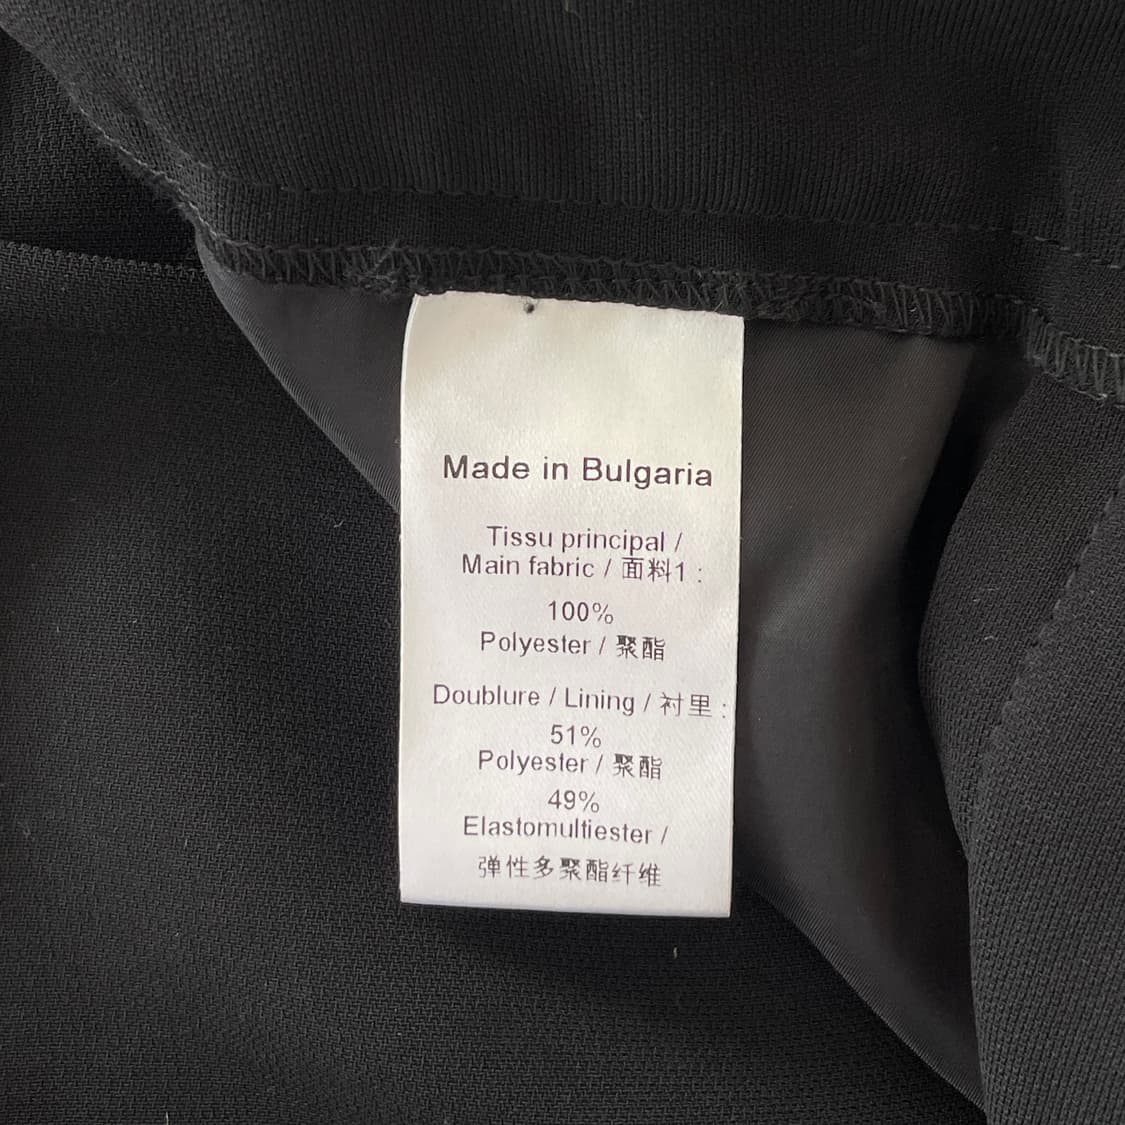 Made in Bulgaria
Tissu principal /
Main fabric / 面料1 :
100%
Polyester / 聚酯
Doublure / Lining / 衬里 :
51%
Polyester / 聚酯
49%
Elastomultiester /
弹性多聚酯纤维